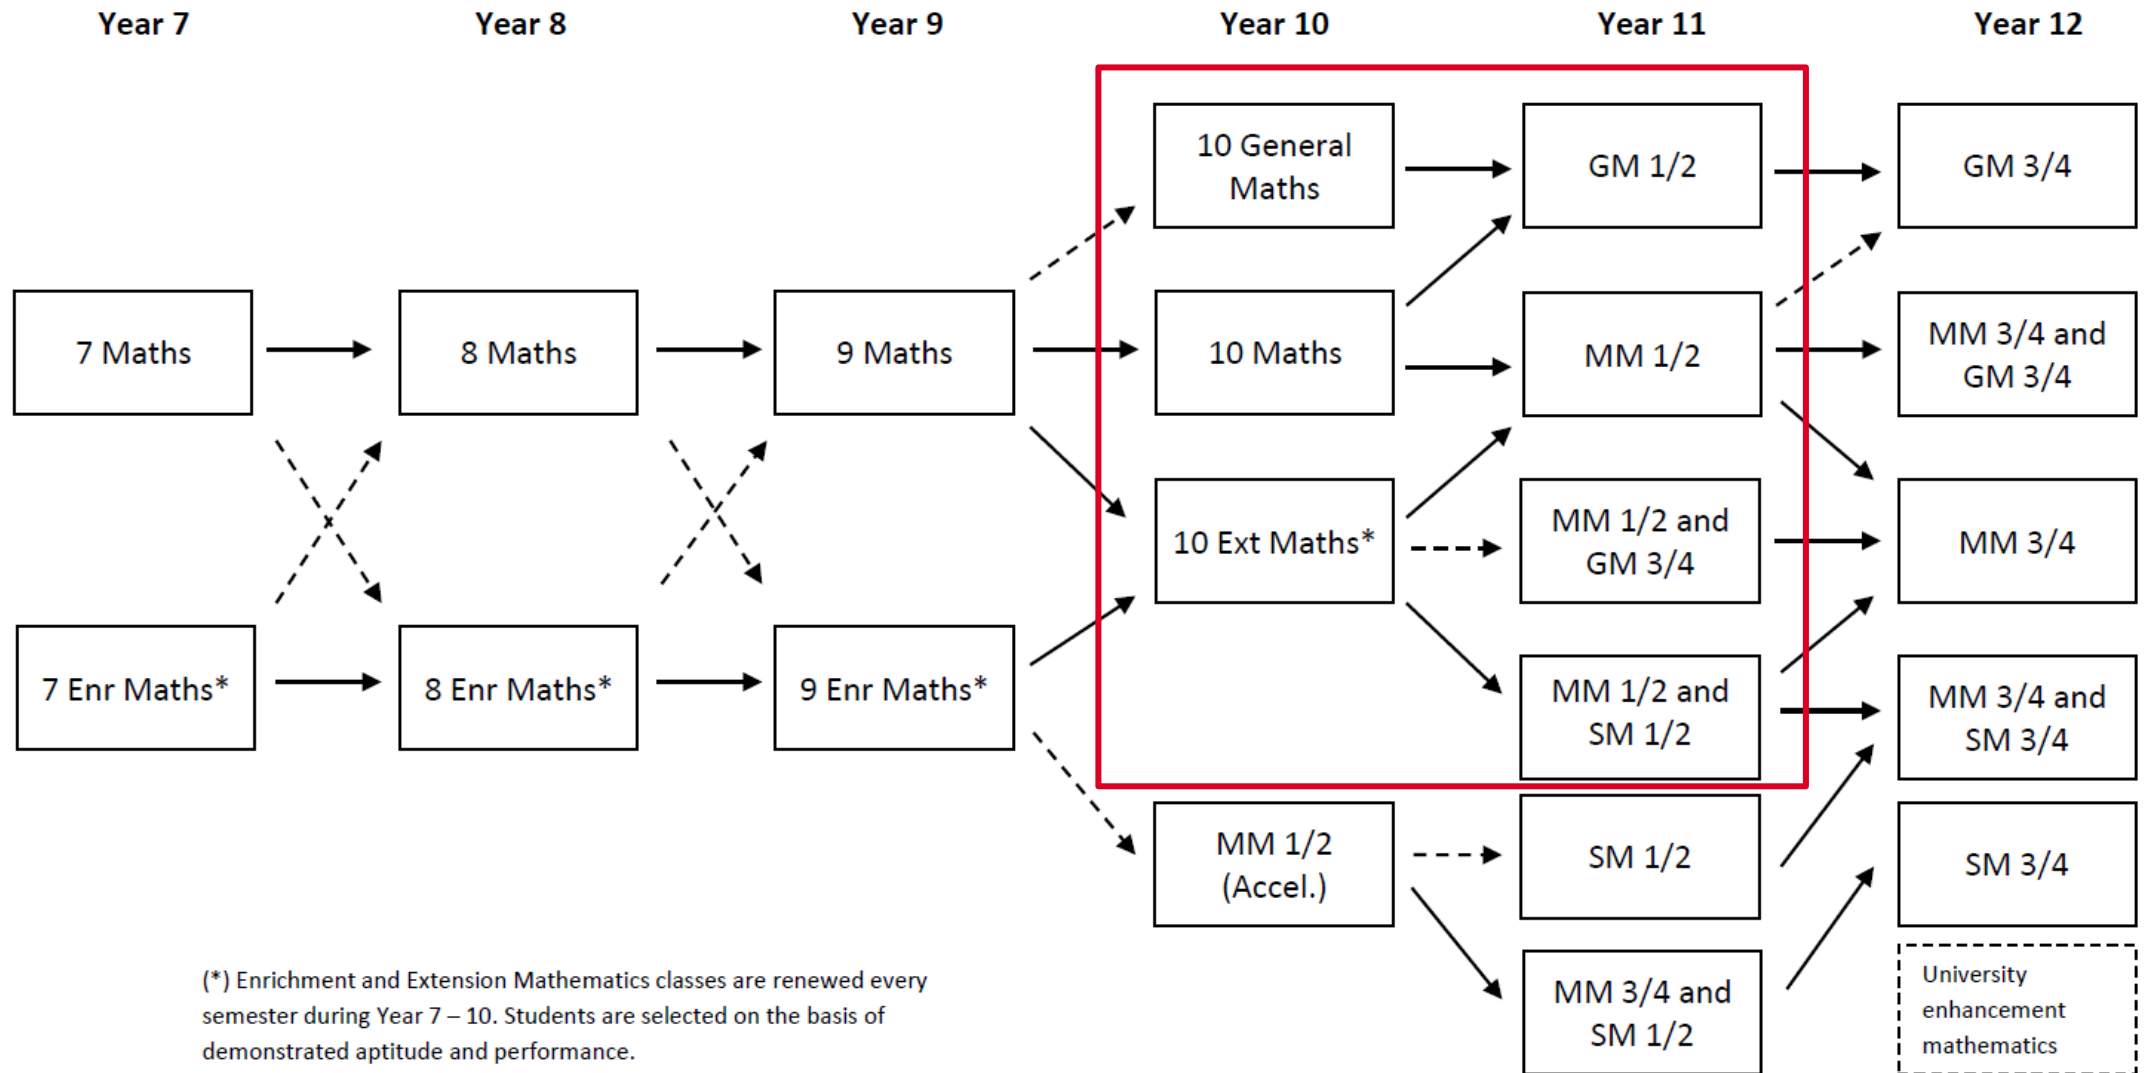 Year 7
Year 8
Year 9
Year 10
Year 11
Year 12
7 Maths
7 Enr Maths*
8 Maths
8 Enr Maths*
9 Maths
9 Enr Maths*
10 General
Maths
10 Maths
10 Ext Maths*
MM 1/2
(Accel.)
GM 1/2
MM 1/2
MM 1/2 and
GM 3/4
MM 1/2 and
SM 1/2
SM 1/2
MM 3/4 and
SM 1/2
GM 3/4
MM 3/4 and
GM 3/4
MM 3/4
MM 3/4 and
SM 3/4
SM 3/4
University
enhancement
mathematics
(*) Enrichment and Extension Mathematics classes are renewed every
semester during Year 7 – 10. Students are selected on the basis of
demonstrated aptitude and performance.